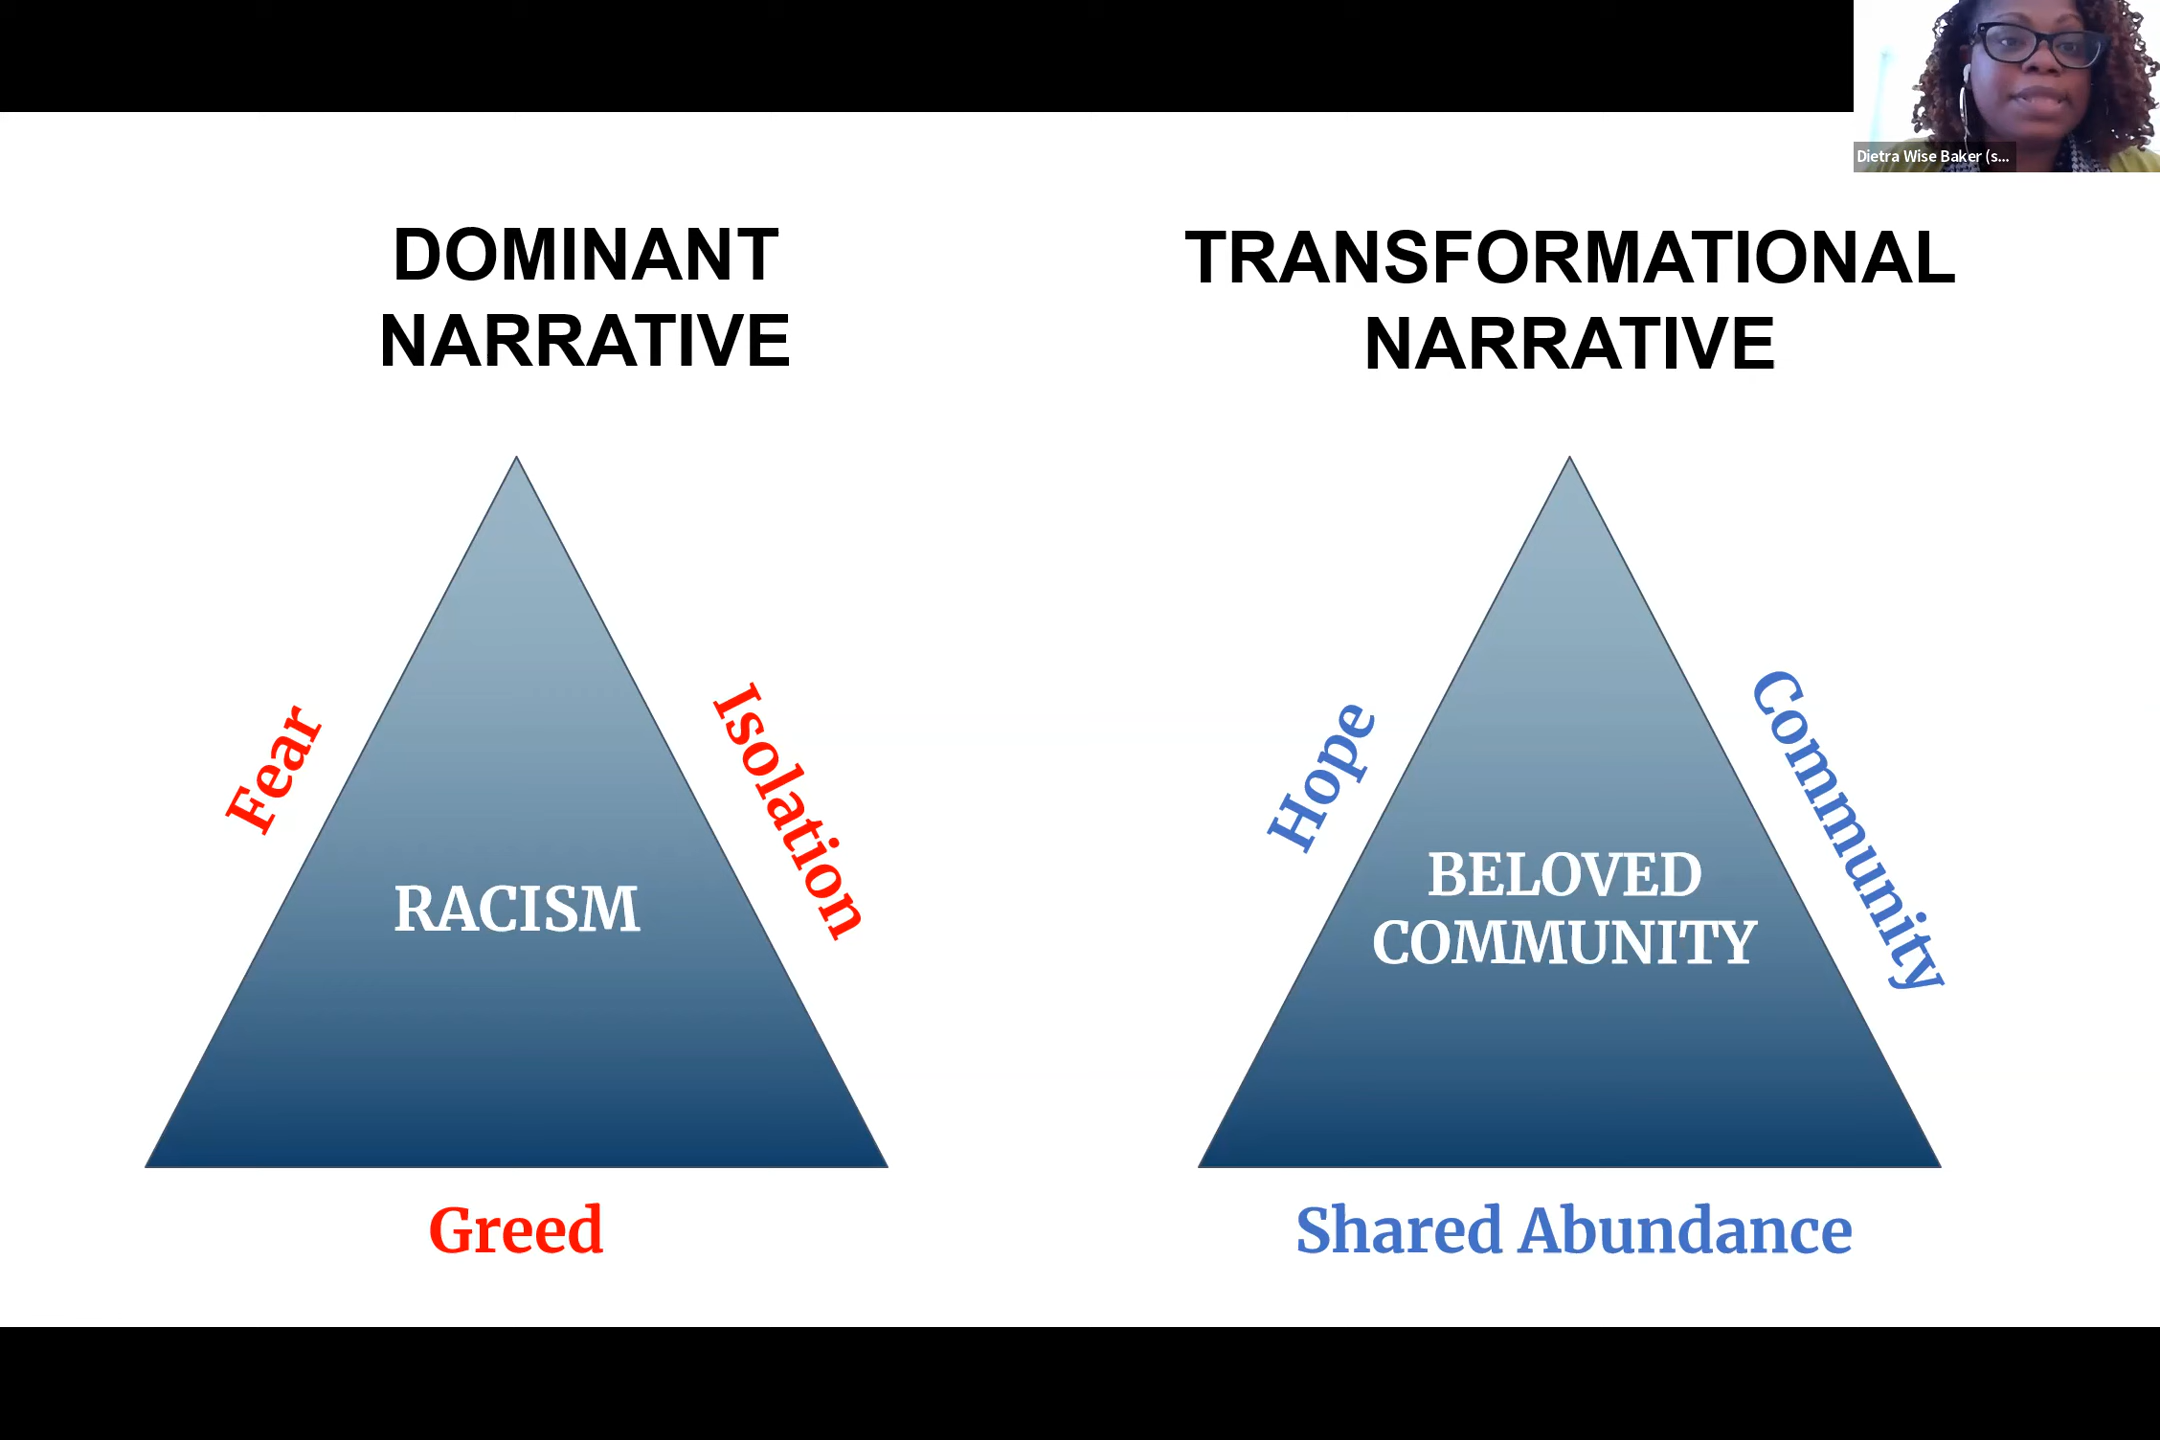 Dietra Wise Baker (s...
DOMINANT
NARRATIVE
Fear
Isolation
RACISM
Greed
TRANSFORMATIONAL
NARRATIVE
Hope
Community
BELOVED
COMMUNITY
Shared Abundance